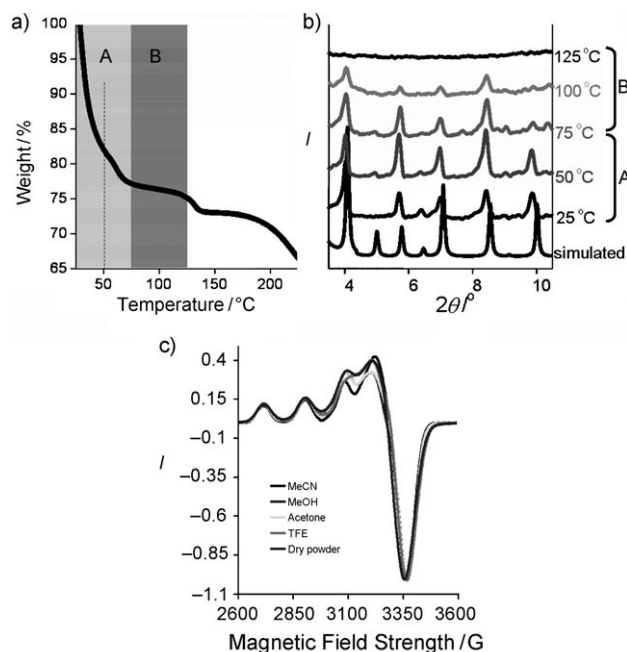 a)
100
95
90
85
80
75
70
65
A
B
Weight/%
50
100
150
200
Temperature/°C
b)
I
125 °C
100 °C
75 °C
50 °C
25 °C
simulated
B
A
4
6
8
10
2θ/°
c)
0.4
0.15
−0.1
−0.35
−0.6
−0.85
−1.1
I
MeCN
MeOH
Acetone
TFE
Dry powder
2600
2850
3100
3350
3600
Magnetic Field Strength/G